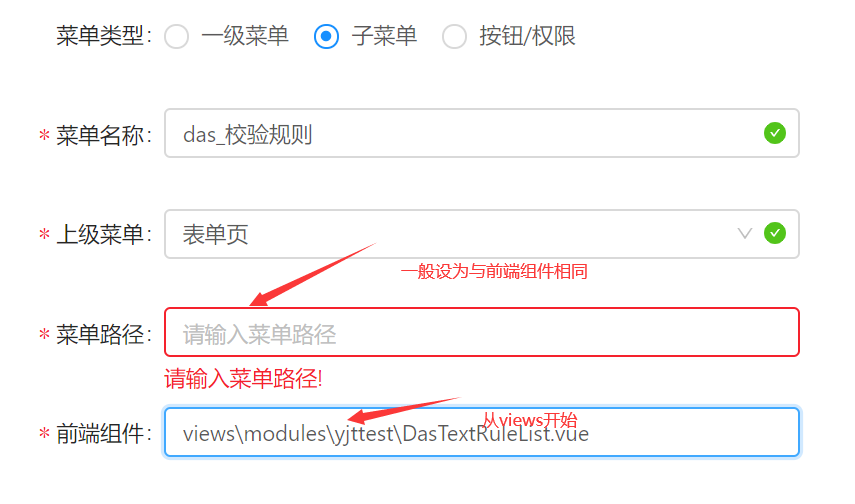 菜单类型: 一级菜单 子菜单 按钮/权限
* 菜单名称: das_校验规则
* 上级菜单: 表单页
一般设为与前端组件相同
* 菜单路径: 请输入菜单路径
请输入菜单路径!
从views开始
* 前端组件: views\modules\yjttest\DasTextRuleList.vue